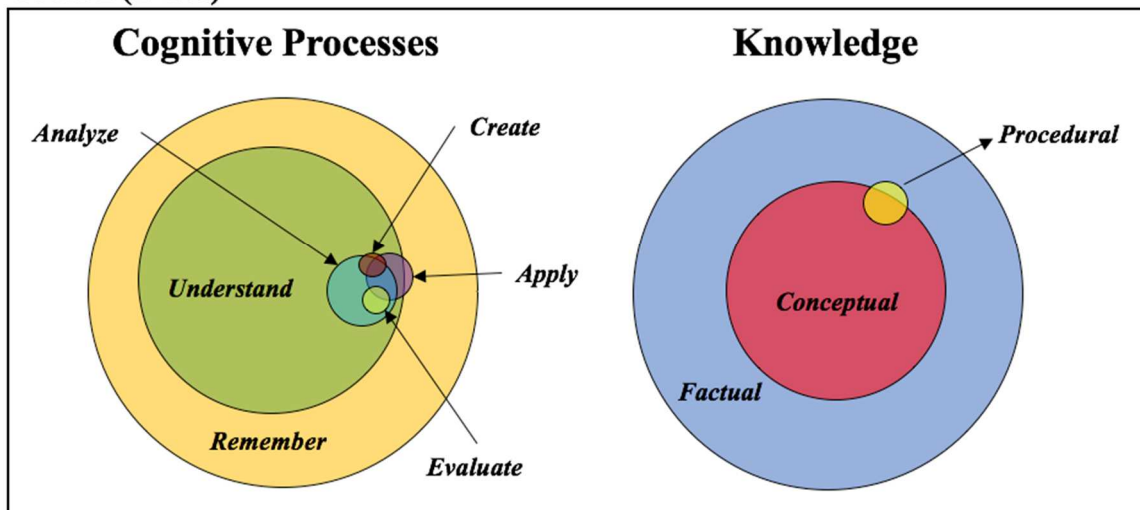 Cognitive Processes
Knowledge
Analyze
Create
Procedural
Understand
Apply
Conceptual
Factual
Remember
Evaluate